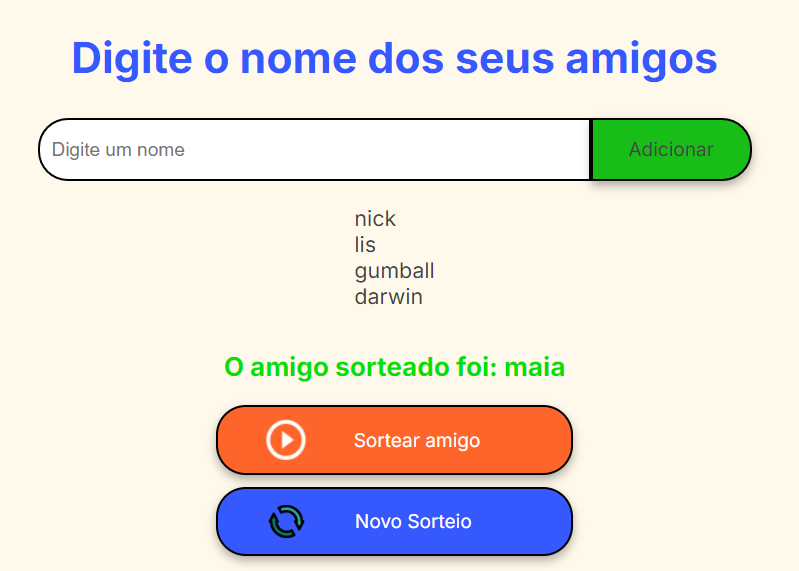 Digite o nome dos seus amigos
Digite um nome
Adicionar
nick
lis
gumball
darwin
O amigo sorteado foi: maia
Sortear amigo
Novo Sorteio